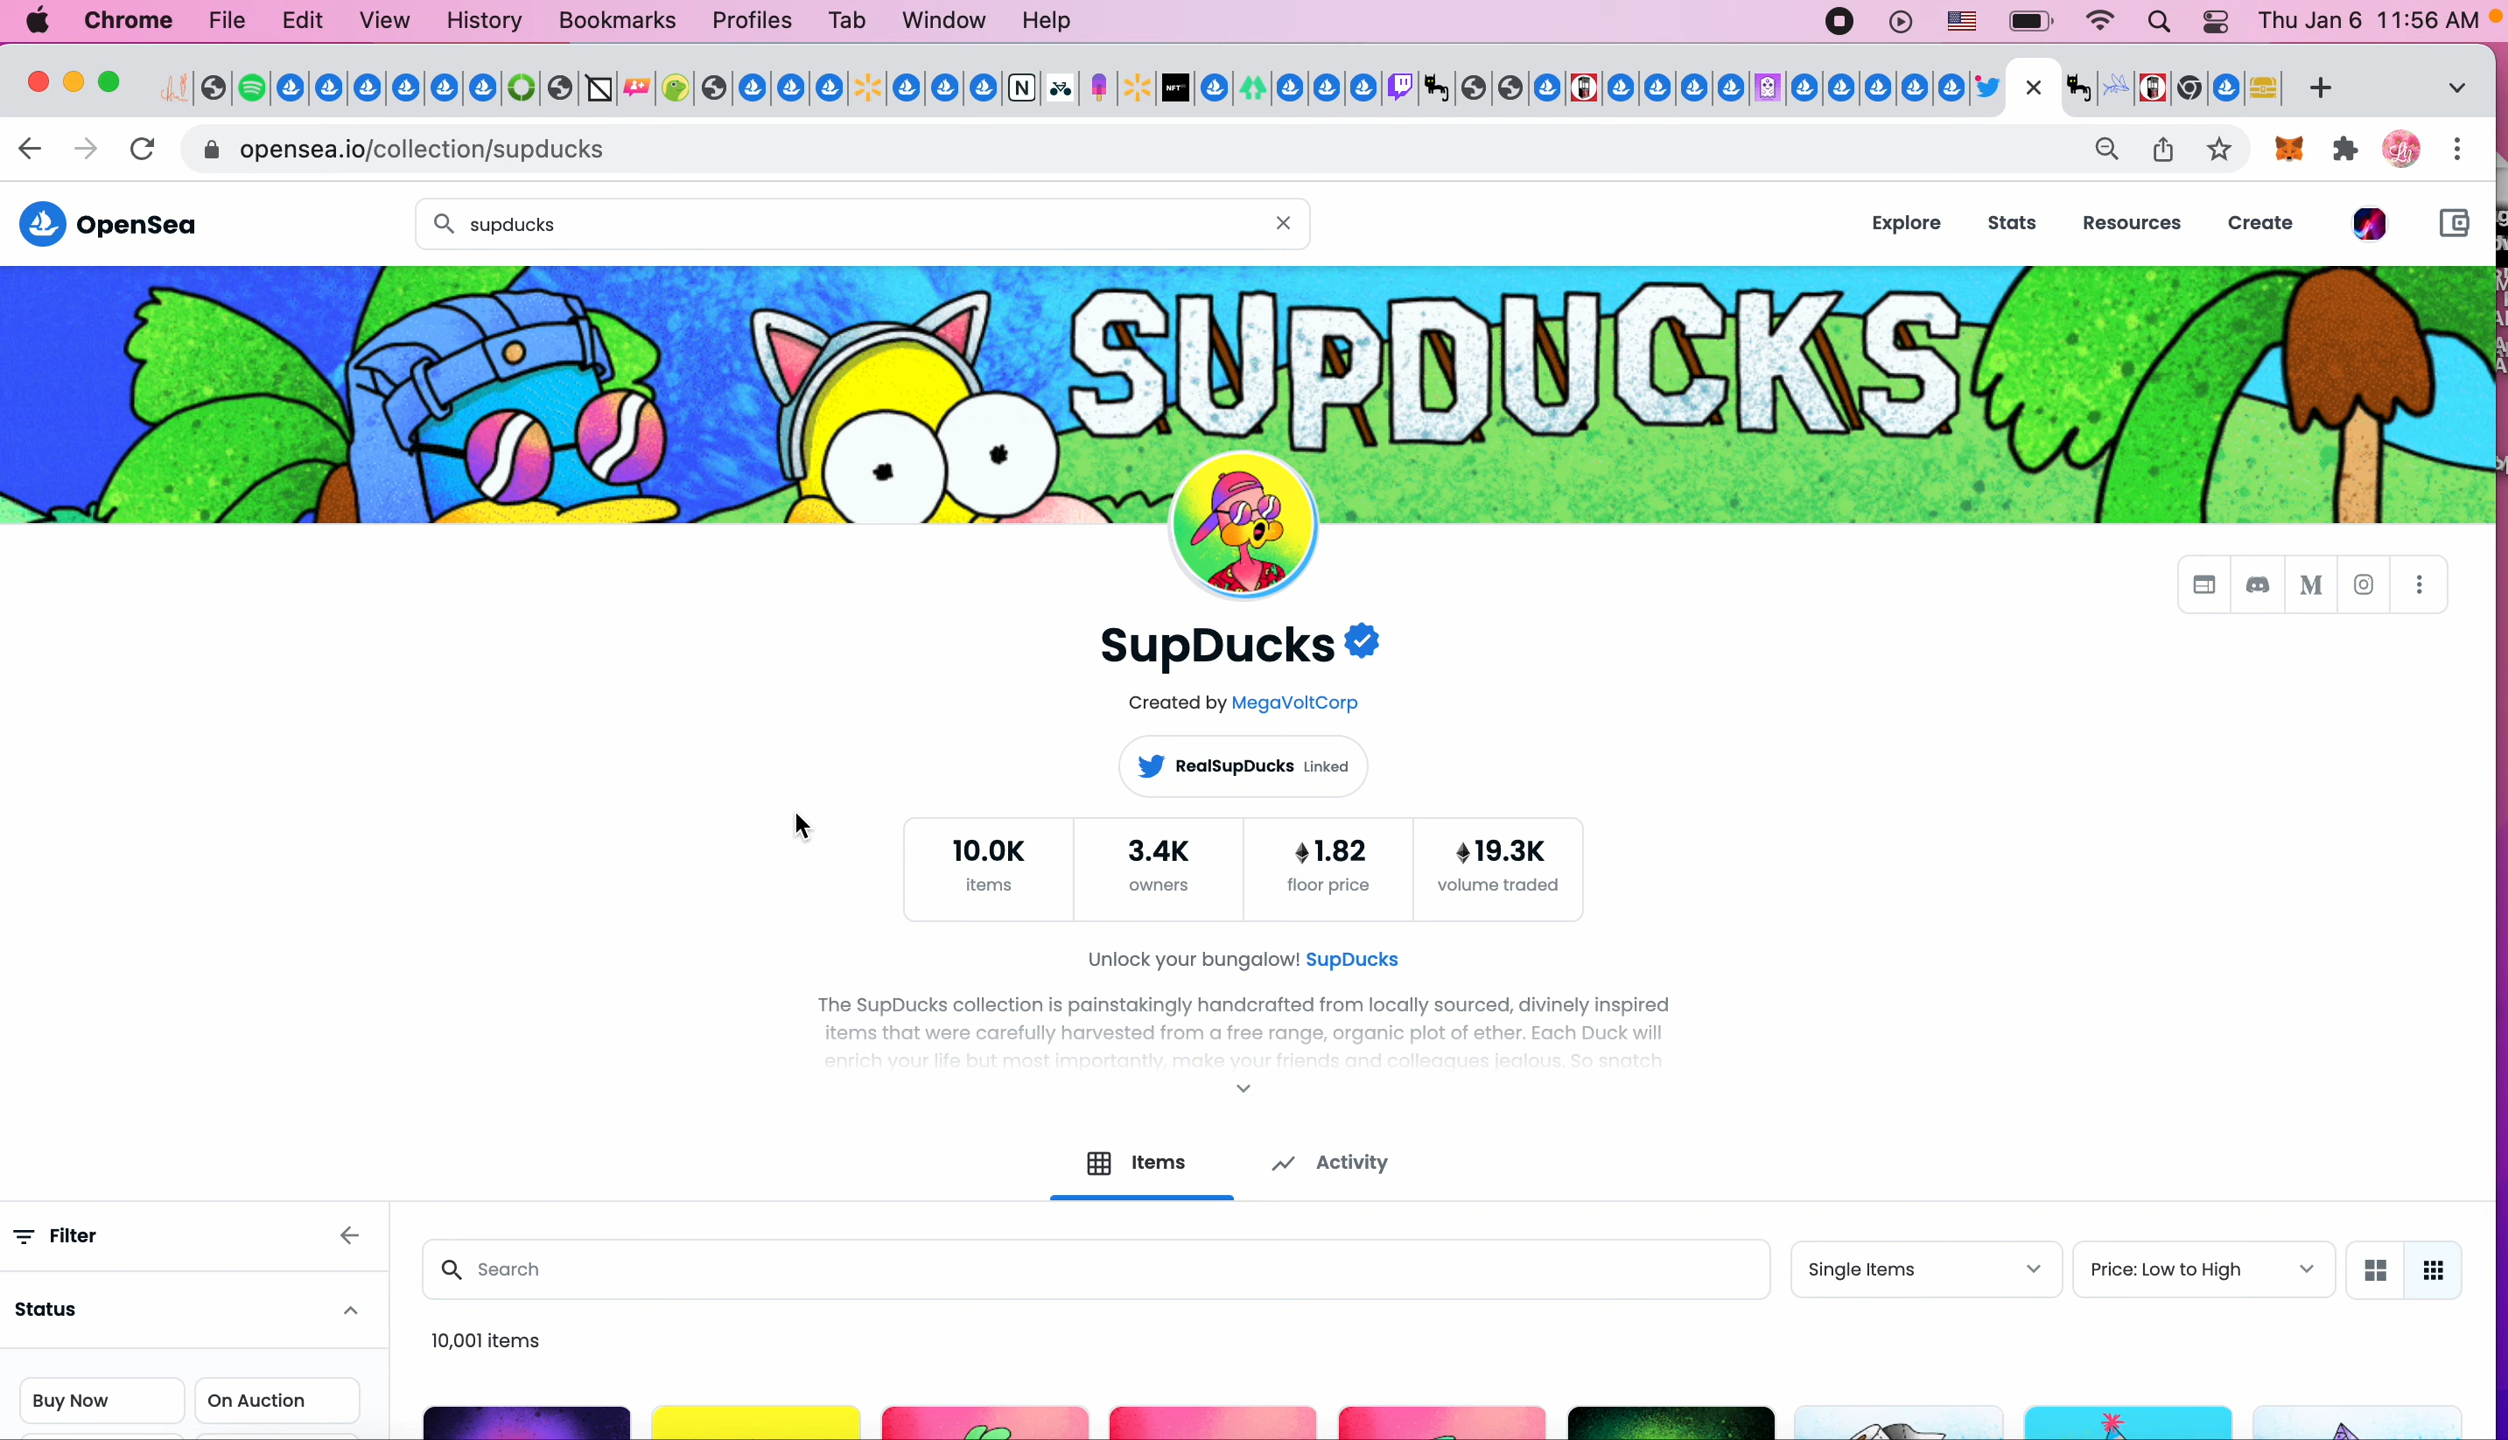 Chrome File Edit View History Bookmarks Profiles Tab Window Help Thu Jan 6 11:56 AM
opensea.io/collection/supducks
OpenSea supducks Explore Stats Resources Create
SUPDUCKS
SupDucks
Created by MegaVoltCorp
RealSupDucks Linked
10.0K 3.4K 1.82 19.3K
items owners floor price volume traded
Unlock your bungalow! SupDucks
The SupDucks collection is painstakingly handcrafted from locally sourced, divinely inspired
items that were carefully harvested from a free range, organic plot of ether. Each Duck will
enrich your life but most importantly, make your friends and colleagues jealous. So snatch
Items Activity
Filter
Search Single Items Price: Low to High
Status
10,001 items
Buy Now On Auction